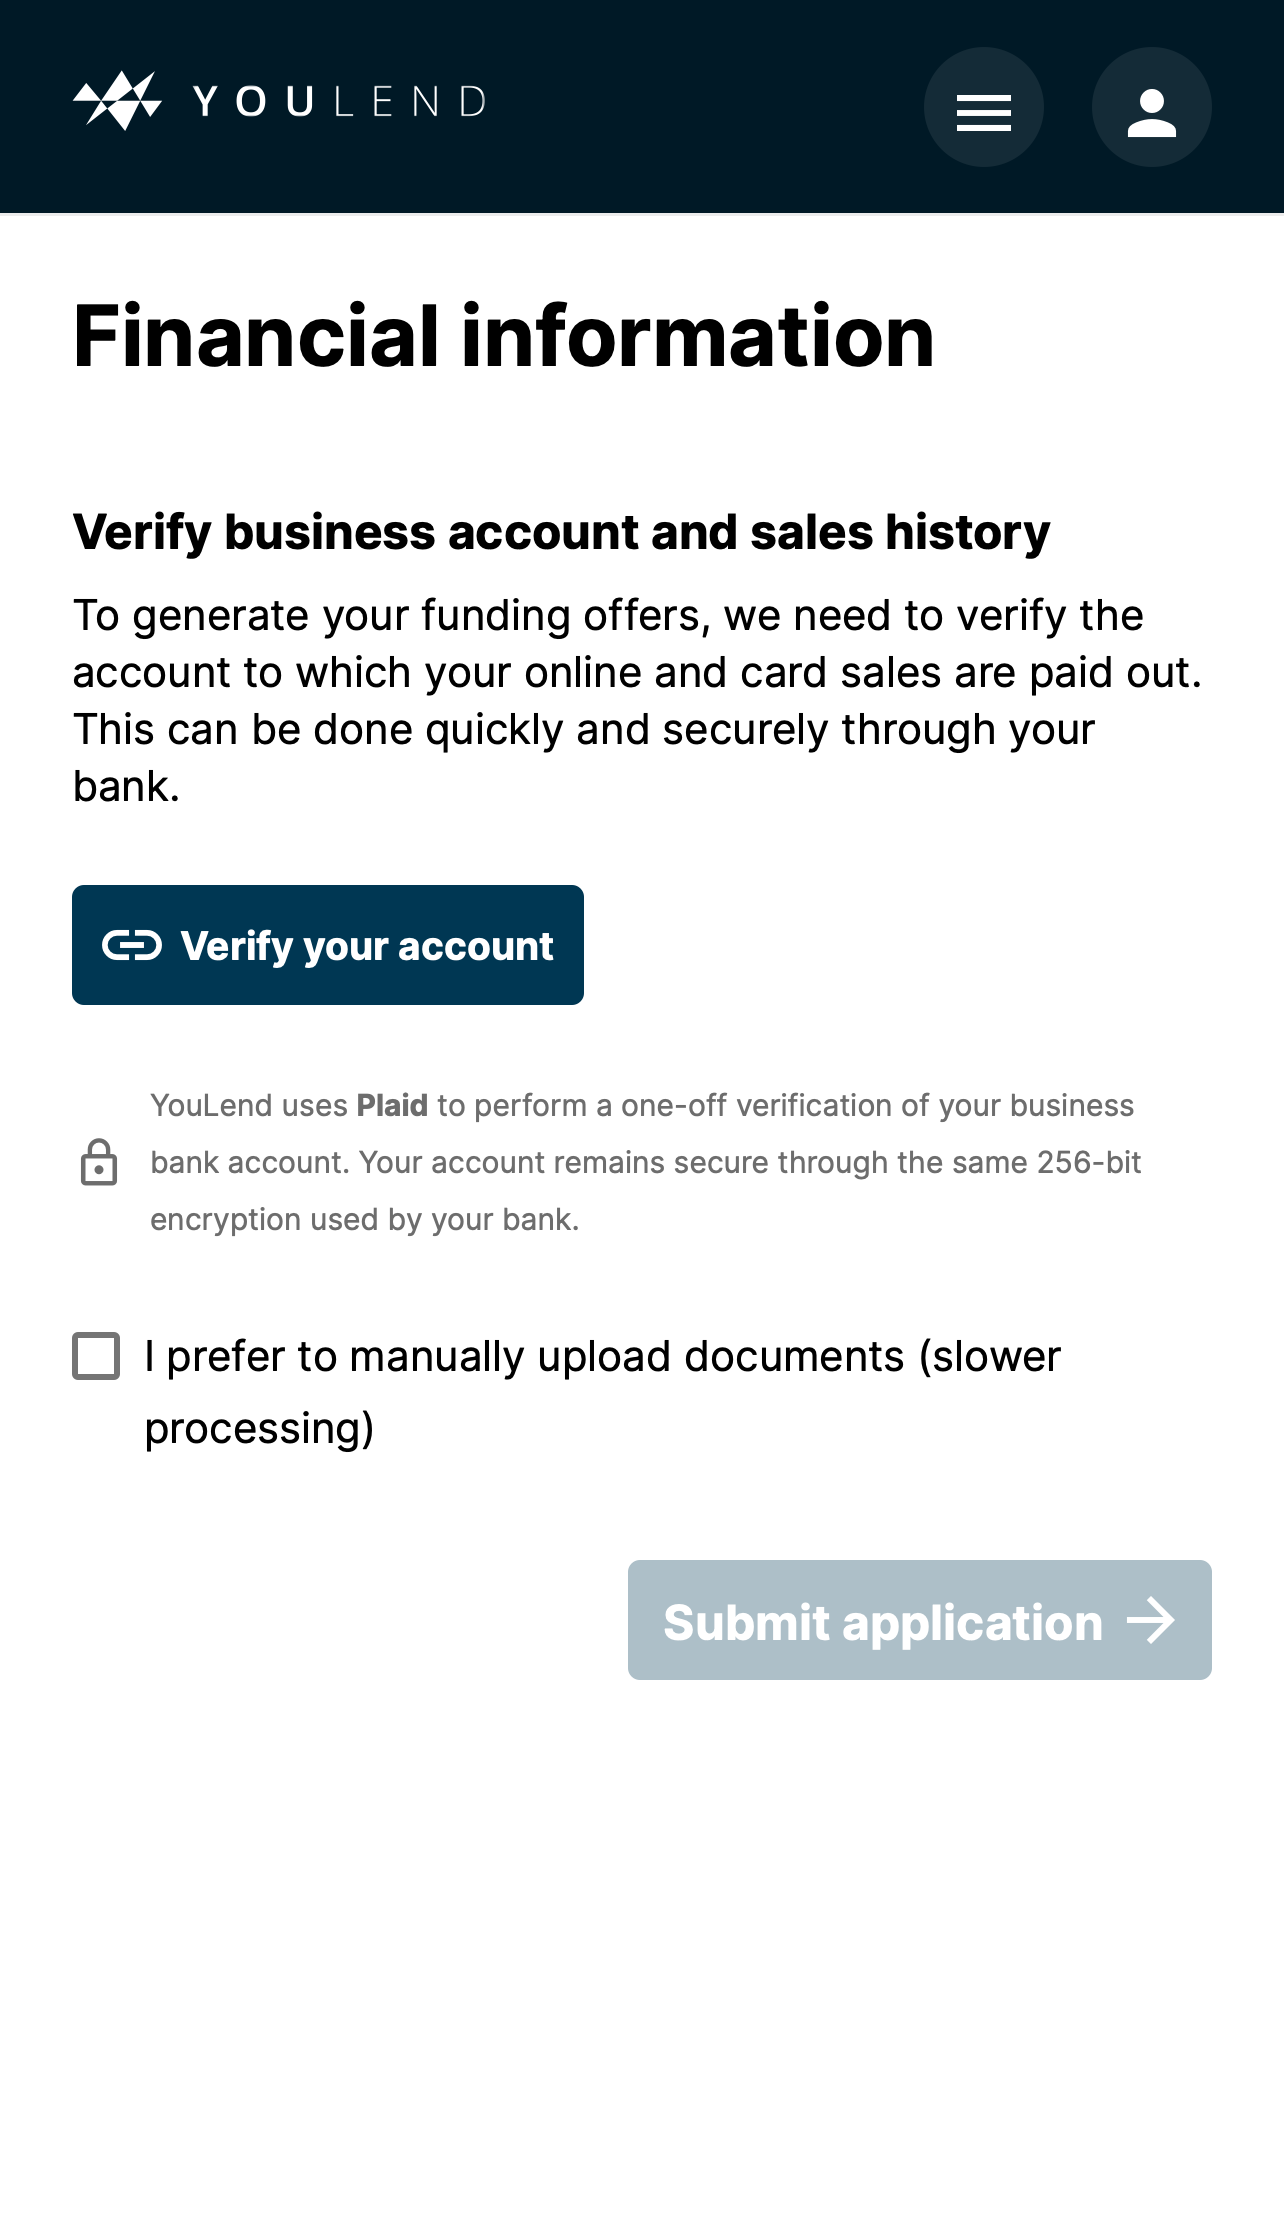 YOULEND
Financial information
Verify business account and sales history
To generate your funding offers, we need to verify the
account to which your online and card sales are paid out.
This can be done quickly and securely through your
bank.
Verify your account
YouLend uses Plaid to perform a one-off verification of your business
bank account. Your account remains secure through the same 256-bit
encryption used by your bank.
I prefer to manually upload documents (slower
processing)
Submit application